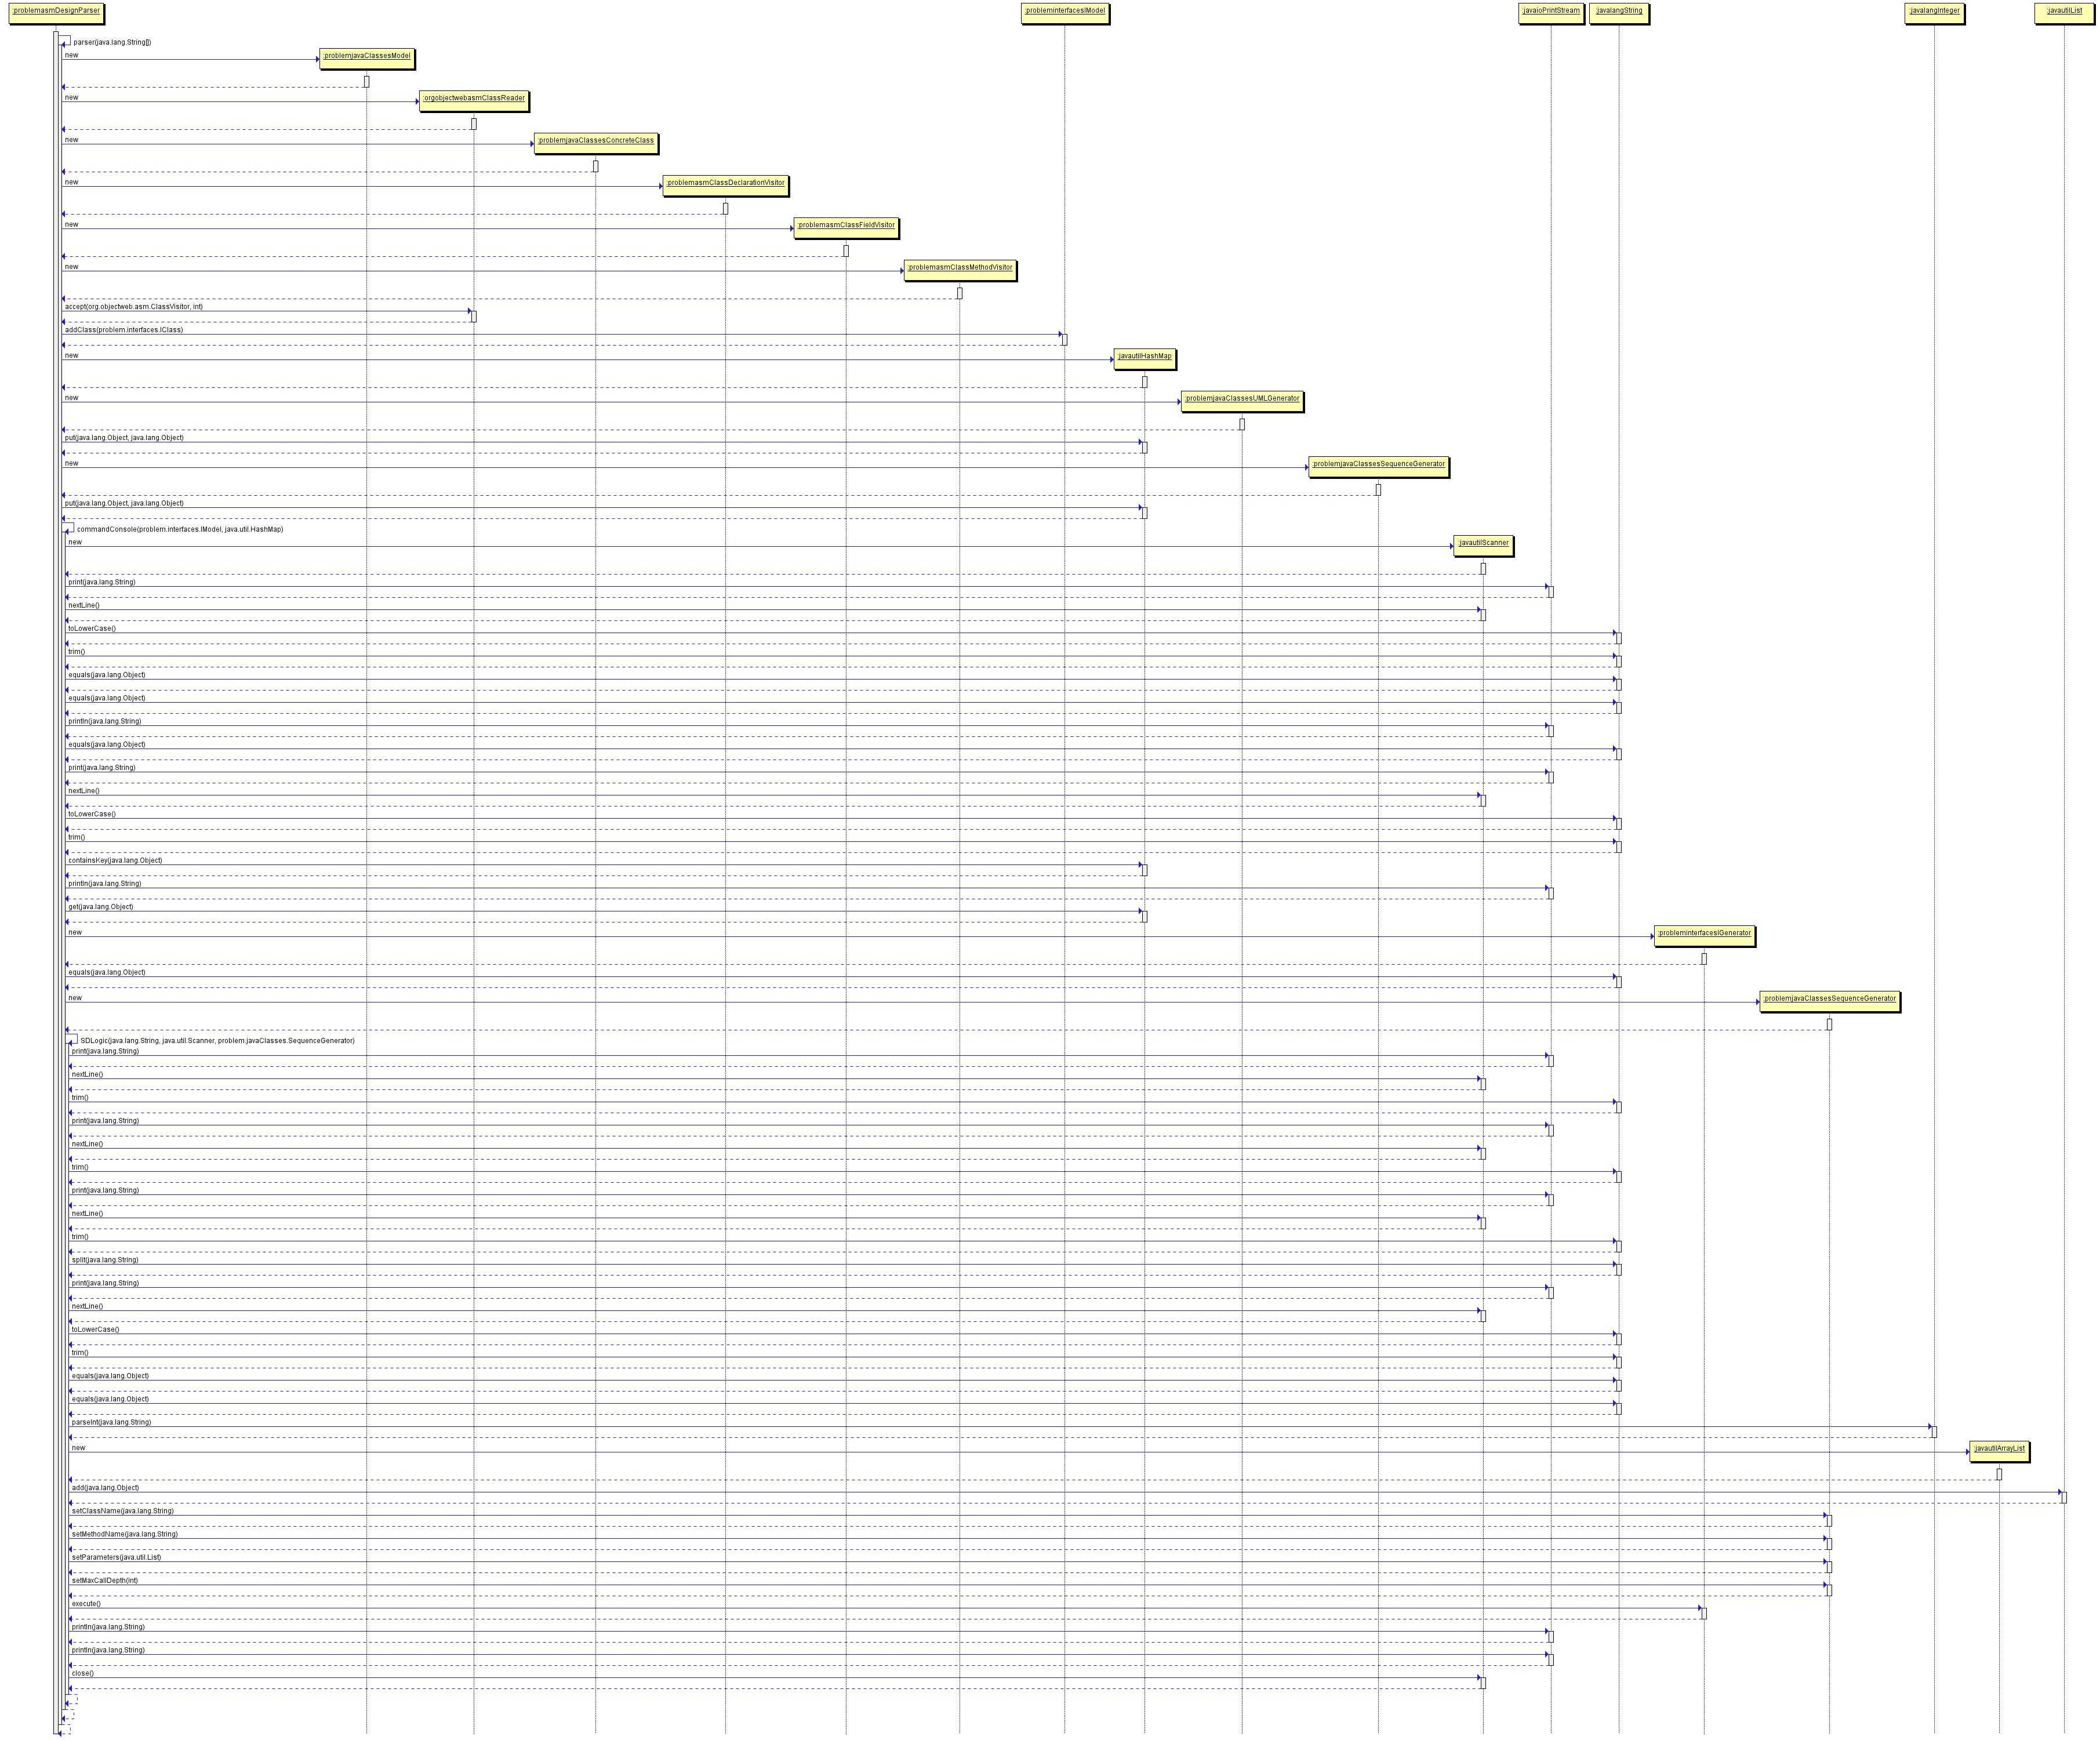 :problemasmDesignParser
:probleminterfacesIModel
:javaioPrintStream
:javalangString
:javalangInteger
:javautilList
parser(java.lang.String[])
new
:problemjavaClassesModel
new
:orgobjectwebasmClassReader
new
:problemjavaClassesConcreteClass
new
:problemasmClassDeclarationVisitor
new
:problemasmClassFieldVisitor
new
:problemasmClassMethodVisitor
accept(org.objectweb.asm.ClassVisitor, int)
addClass(problem.interfaces.IClass)
new
:javautilHashMap
new
:problemjavaClassesUMLGenerator
put(java.lang.Object, java.lang.Object)
new
:problemjavaClassesSequenceGenerator
put(java.lang.Object, java.lang.Object)
commandConsole(problem.interfaces.IModel, java.util.HashMap)
new
:javautilScanner
print(java.lang.String)
nextLine()
toLowerCase()
trim()
equals(java.lang.Object)
equals(java.lang.Object)
println(java.lang.String)
equals(java.lang.Object)
print(java.lang.String)
nextLine()
toLowerCase()
trim()
containsKey(java.lang.Object)
println(java.lang.String)
get(java.lang.Object)
new
:probleminterfacesIGenerator
equals(java.lang.Object)
new
:problemjavaClassesSequenceGenerator
SDLogic(java.lang.String, java.util.Scanner, problem.javaClasses.SequenceGenerator)
print(java.lang.String)
nextLine()
trim()
print(java.lang.String)
nextLine()
trim()
print(java.lang.String)
nextLine()
trim()
split(java.lang.String)
print(java.lang.String)
nextLine()
toLowerCase()
trim()
equals(java.lang.Object)
equals(java.lang.Object)
parseInt(java.lang.String)
new
:javautilArrayList
add(java.lang.Object)
setClassName(java.lang.String)
setMethodName(java.lang.String)
setParameters(java.util.List)
setMaxCallDepth(int)
execute()
println(java.lang.String)
println(java.lang.String)
close()